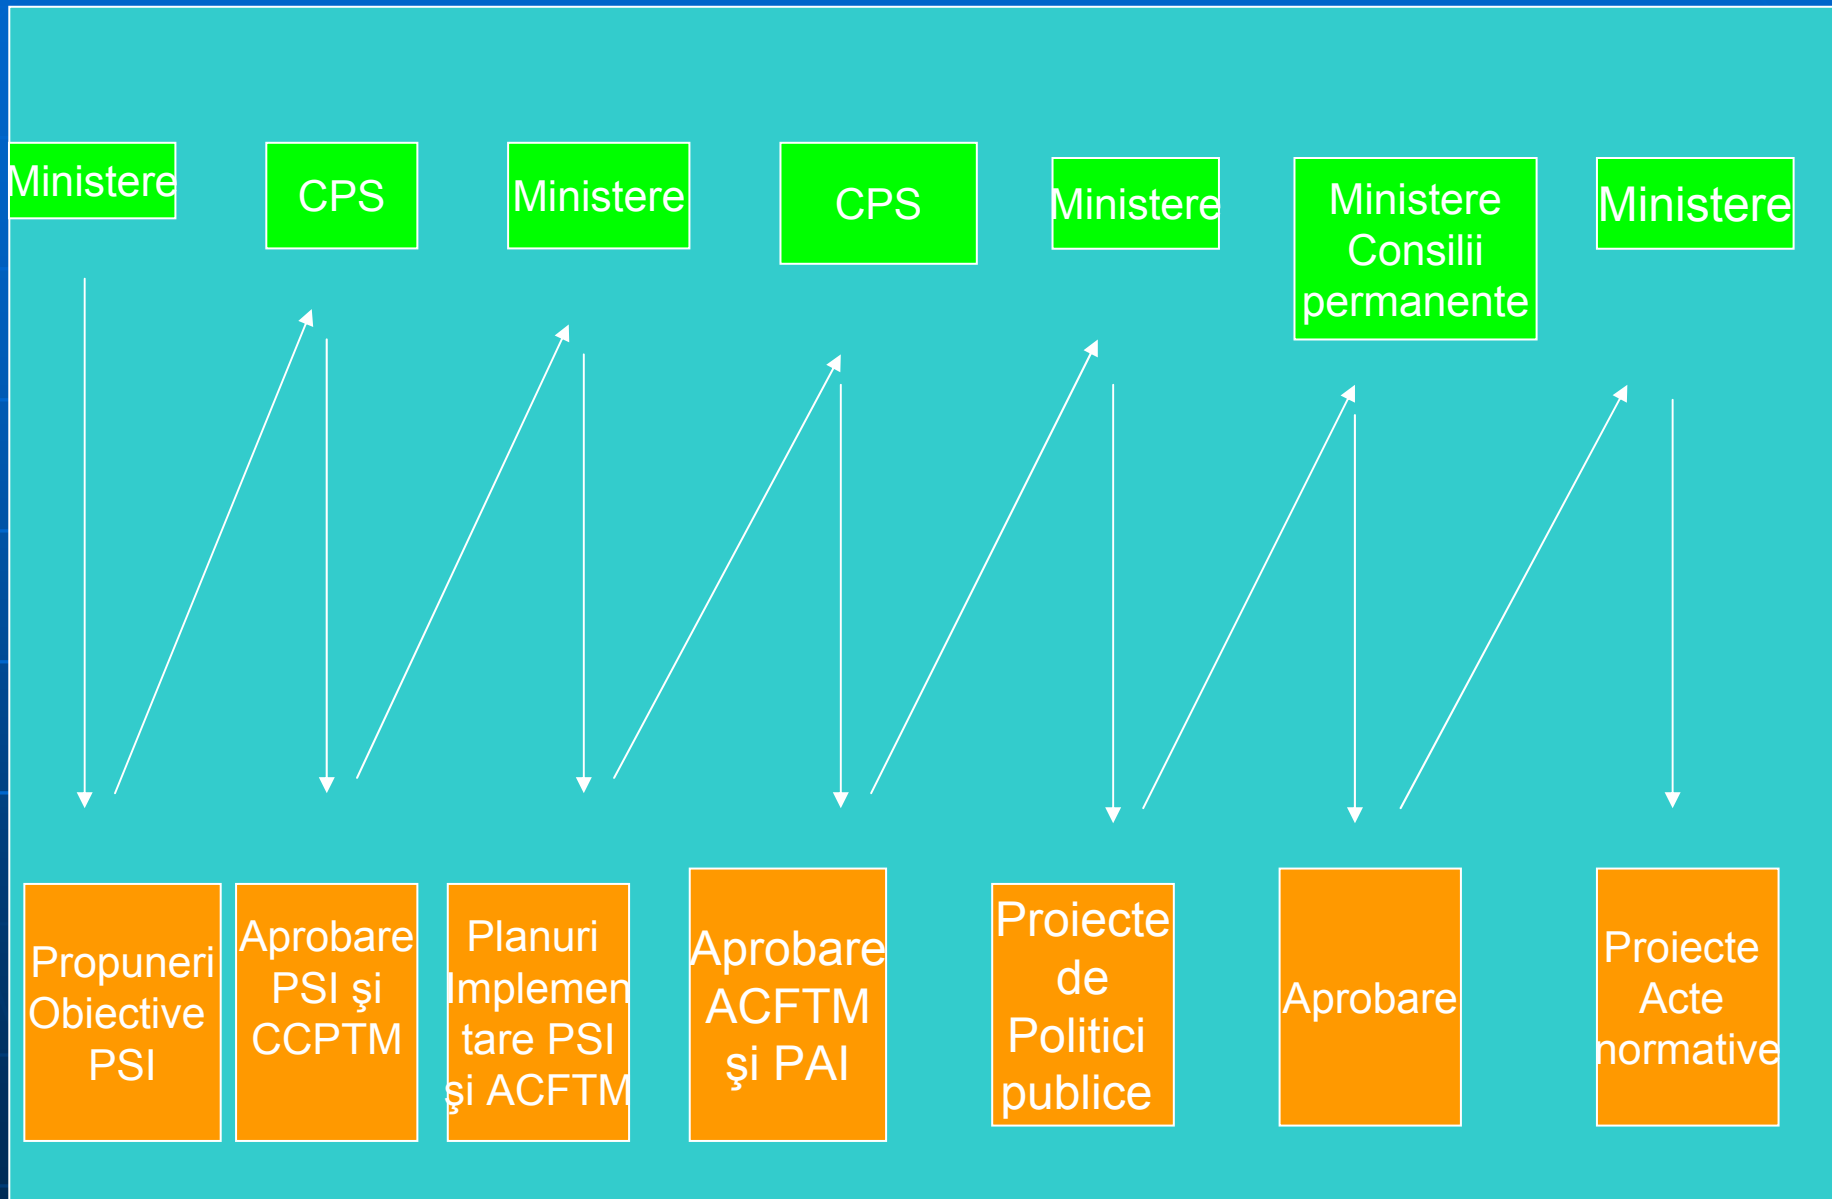 Ministere
CPS
Ministere
CPS
Ministere
Ministere
Consilii
permanente
Ministere
Propuneri
Obiective
PSI
Aprobare
PSI şi
CCPTM
Planuri
Implemen
tare PSI
şi ACFTM
Aprobare
ACFTM
şi PAI
Proiecte
de
Politici
publice
Aprobare
Proiecte
Acte
normative